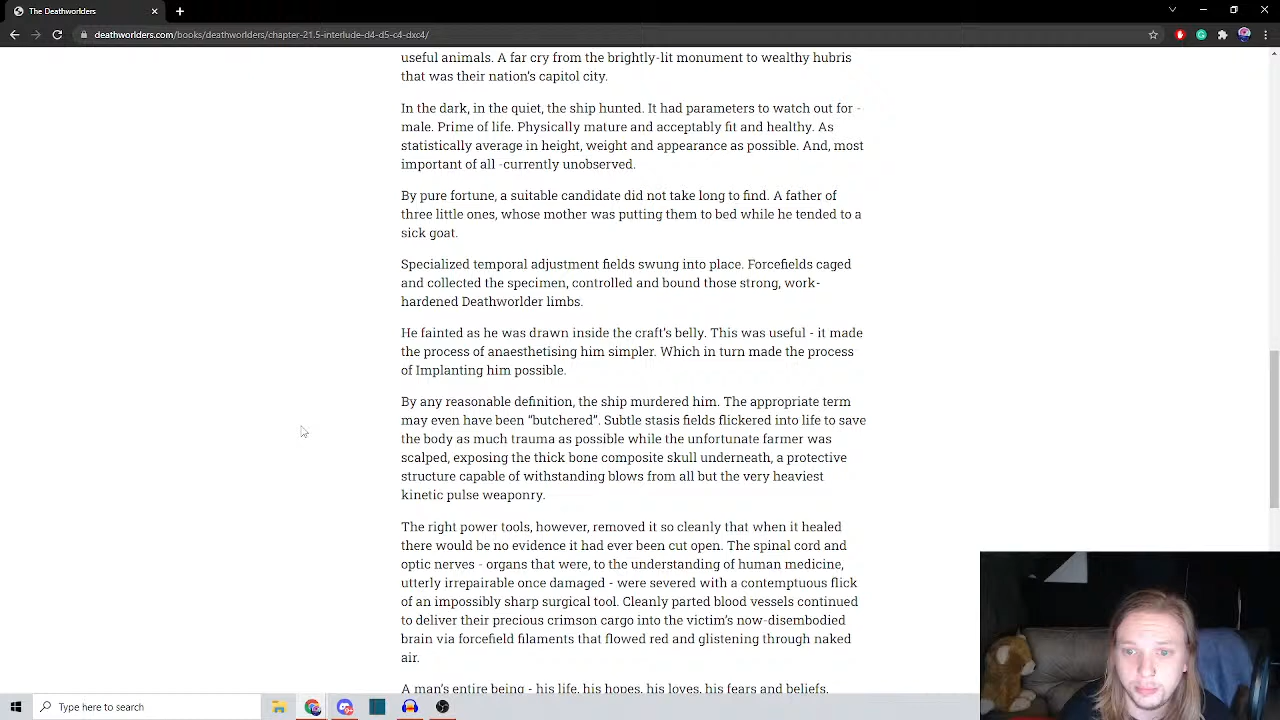 The Deathworlders
deathworlders.com/books/deathworlders/chapter-21.5-interlude-d4-d5-c4-dxc4/
useful animals. A far cry from the brightly-lit monument to wealthy hubris
that was their nation's capitol city.
In the dark, in the quiet, the ship hunted. It had parameters to watch out for -
male. Prime of life. Physically mature and acceptably fit and healthy. As
statistically average in height, weight and appearance as possible. And, most
important of all -currently unobserved.
By pure fortune, a suitable candidate did not take long to find. A father of
three little ones, whose mother was putting them to bed while he tended to a
sick goat.
Specialized temporal adjustment fields swung into place. Forcefields caged
and collected the specimen, controlled and bound those strong, work-
hardened Deathworlder limbs.
He fainted as he was drawn inside the craft's belly. This was useful - it made
the process of anaesthetising him simpler. Which in turn made the process
of Implanting him possible.
By any reasonable definition, the ship murdered him. The appropriate term
may even have been “butchered”. Subtle stasis fields flickered into life to save
the body as much trauma as possible while the unfortunate farmer was
scalped, exposing the thick bone composite skull underneath, a protective
structure capable of withstanding blows from all but the very heaviest
kinetic pulse weaponry.
The right power tools, however, removed it so cleanly that when it healed
there would be no evidence it had ever been cut open. The spinal cord and
optic nerves - organs that were, to the understanding of human medicine,
utterly irrepairable once damaged - were severed with a contemptuous flick
of an impossibly sharp surgical tool. Cleanly parted blood vessels continued
to deliver their precious crimson cargo into the victim's now-disembodied
brain via forcefield filaments that flowed red and glistening through naked
air.
A man's entire being - his life, his hopes, his loves, his fears and beliefs,
Type here to search